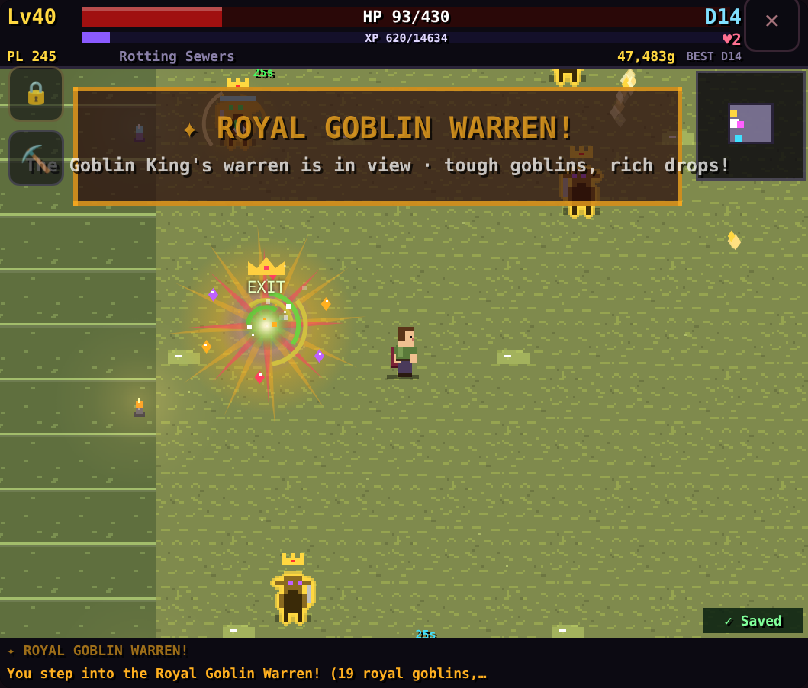 Lv40 HP 93/430 D14 ×
XP 620/14634 ♥2
PL 245 Rotting Sewers 47,483g BEST D14
25s
✦ ROYAL GOBLIN WARREN!
The Goblin King's warren is in view · tough goblins, rich drops!
EXIT
25s
✓ Saved
✦ ROYAL GOBLIN WARREN!
You step into the Royal Goblin Warren! (19 royal goblins,…